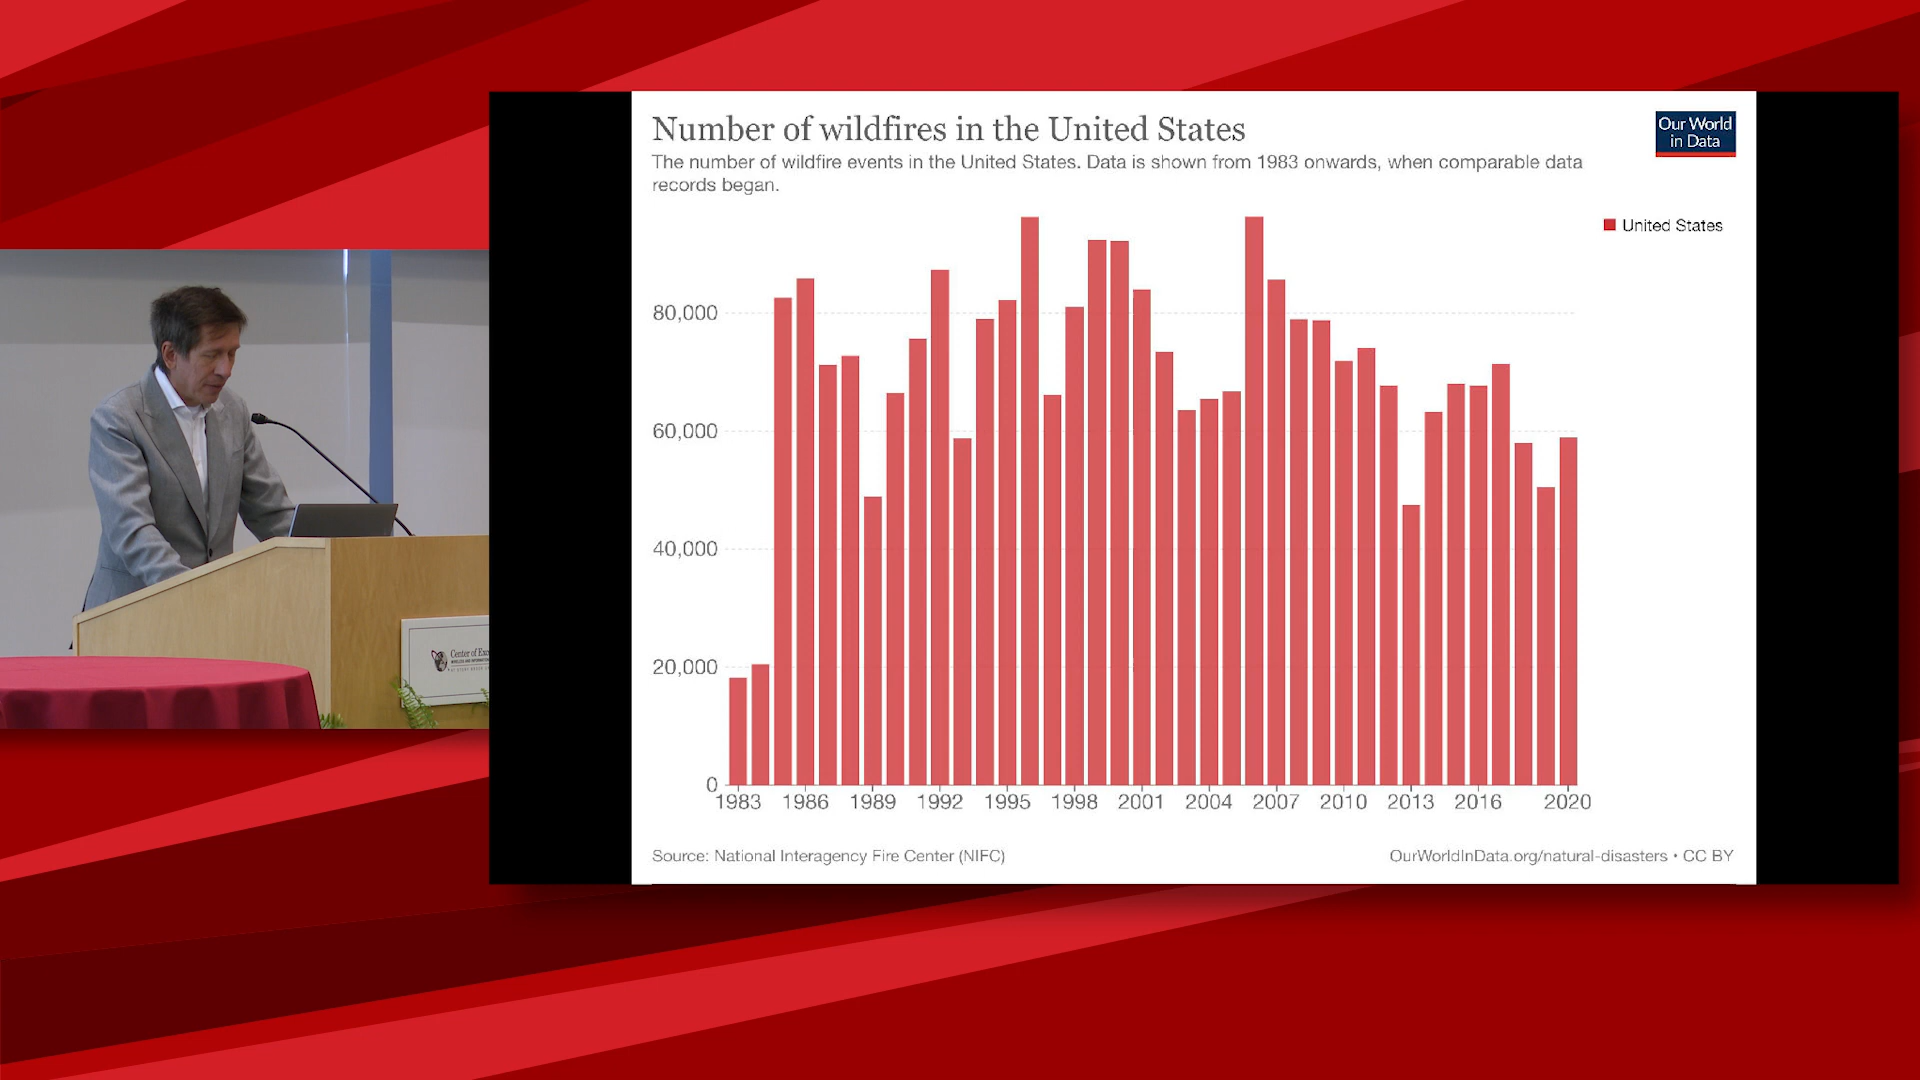 Number of wildfires in the United States
The number of wildfire events in the United States. Data is shown from 1983 onwards, when comparable data
records began.
Our World
in Data
United States
80,000
60,000
40,000
20,000
0
1983 1986 1989 1992 1995 1998 2001 2004 2007 2010 2013 2016 2020
Source: National Interagency Fire Center (NIFC)
OurWorldInData.org/natural-disasters • CC BY
Center of